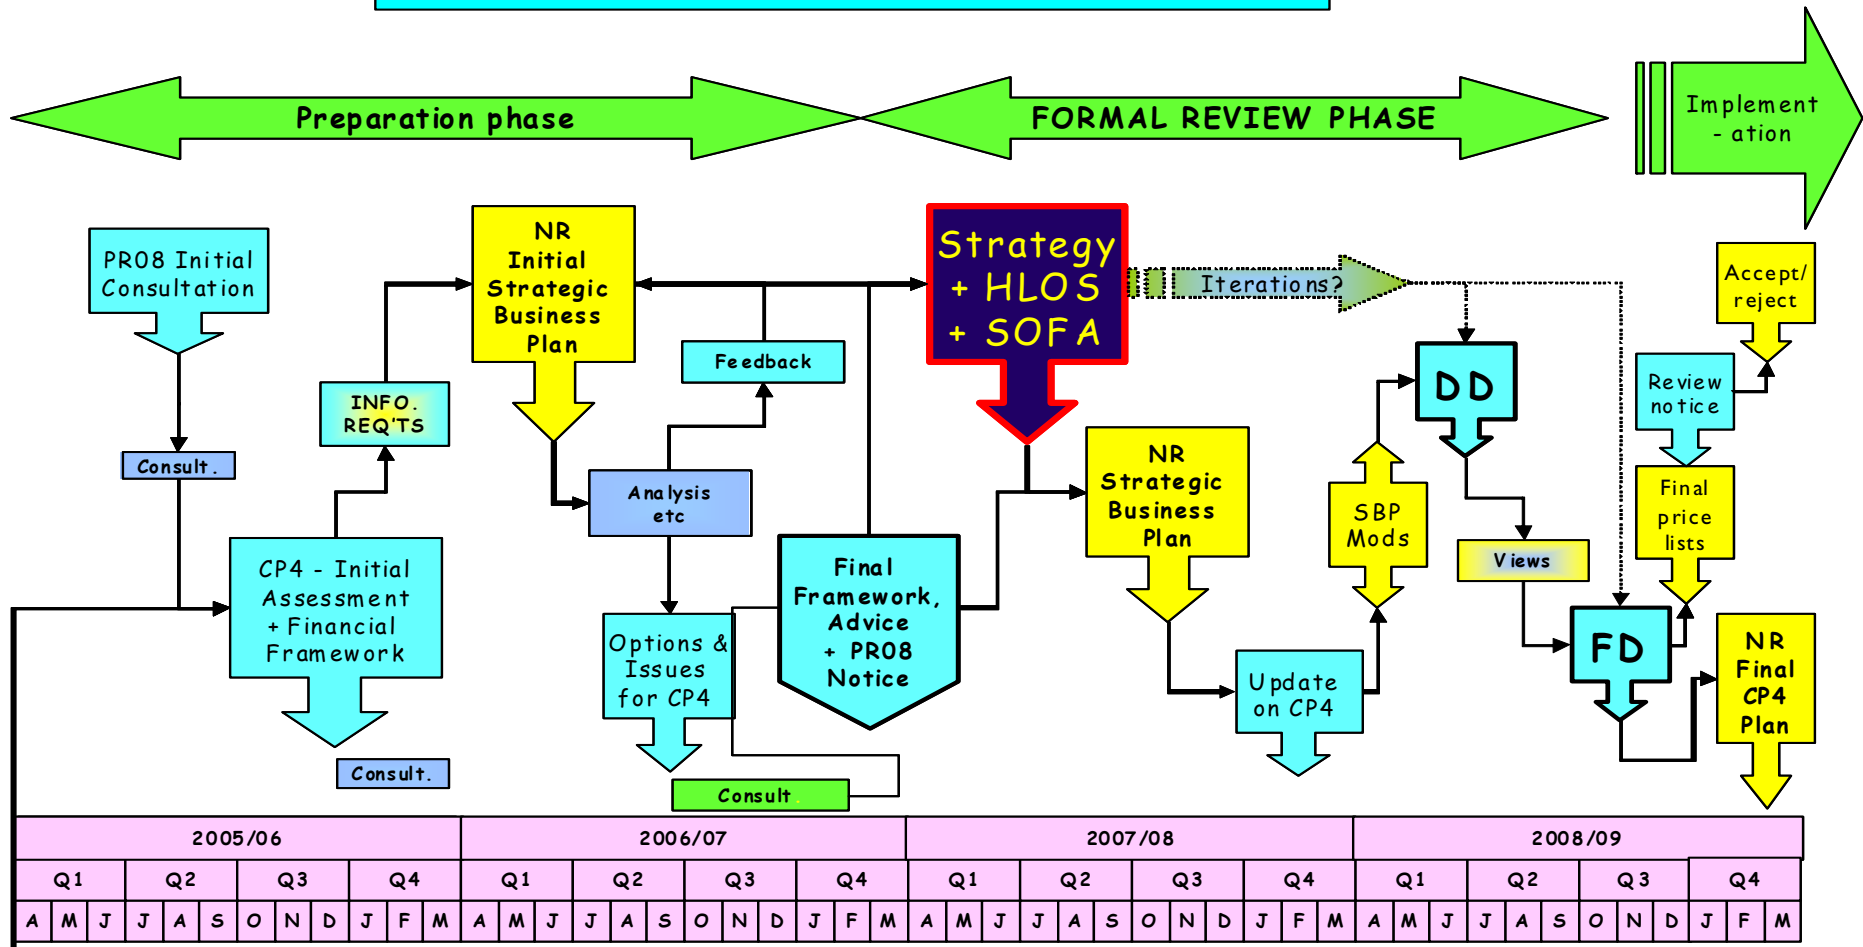 Preparation phase
FORMAL REVIEW PHASE
Implement
- ation
PR08 Initial
Consultation
Consult.
CP4 - Initial
Assessment
+ Financial
Framework
Consult.
INFO.
REQ'TS
NR
Initial
Strategic
Business
Plan
Feedback
Analysis
etc
Options &
Issues
for CP4
Consult.
Final
Framework,
Advice
+ PR08
Notice
Strategy
+ HLOS
+ SOFA
Iterations?
NR
Strategic
Business
Plan
Update
on CP4
SBP
Mods
DD
Views
FD
Accept/
reject
Review
notice
Final
price
lists
NR
Final
CP4
Plan
2005/06 2006/07 2007/08 2008/09
Q1 Q2 Q3 Q4 Q1 Q2 Q3 Q4 Q1 Q2 Q3 Q4 Q1 Q2 Q3 Q4
A M J J A S O N D J F M A M J J A S O N D J F M A M J J A S O N D J F M A M J J A S O N D J F M